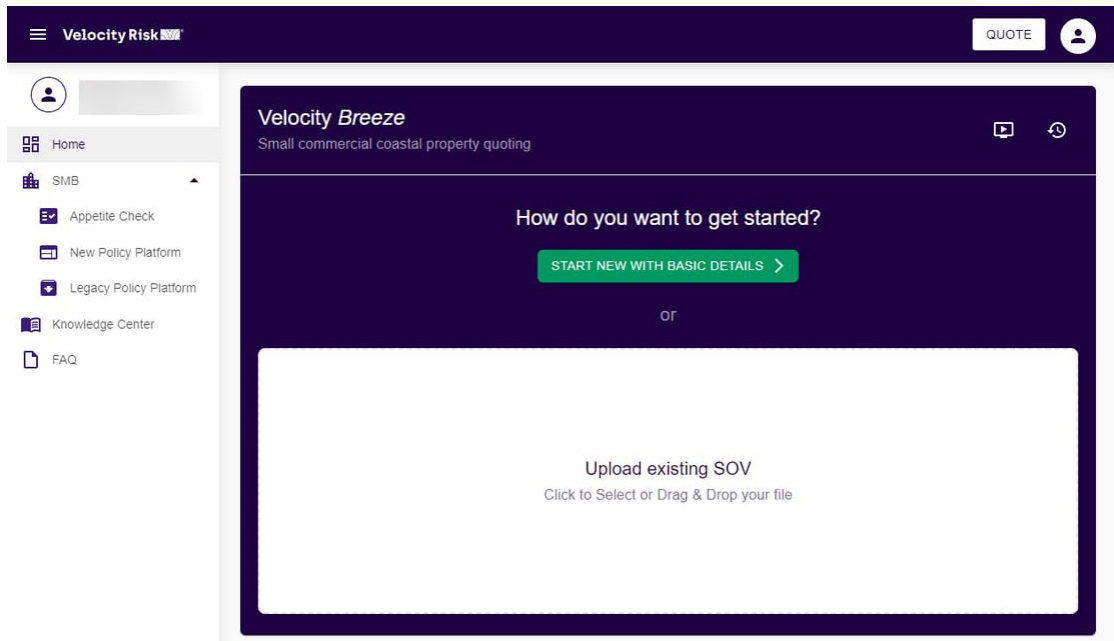 Velocity Risk
QUOTE
Home
SMB
Appetite Check
New Policy Platform
Legacy Policy Platform
Knowledge Center
FAQ
Velocity Breeze
Small commercial coastal property quoting
How do you want to get started?
START NEW WITH BASIC DETAILS
or
Upload existing SOV
Click to Select or Drag & Drop your file